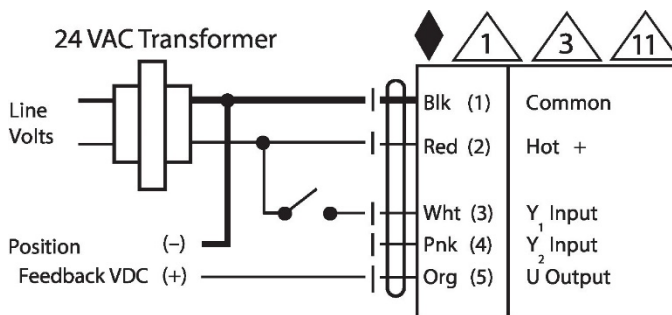 24 VAC Transformer
1
3
11
Line
Volts
Blk (1) Common
Red (2) Hot +
Wht (3) Y1 Input
Pnk (4) Y2 Input
Org (5) U Output
Position (–)
Feedback VDC (+)